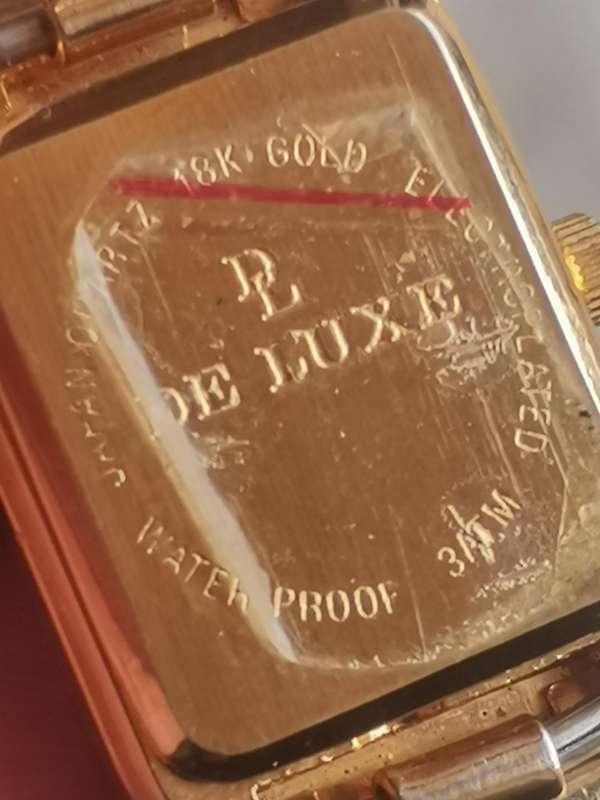 18K GOLD ELECTROPLATED
DL
DE LUXE
JAPAN QUARTZ
WATER PROOF 3ATM